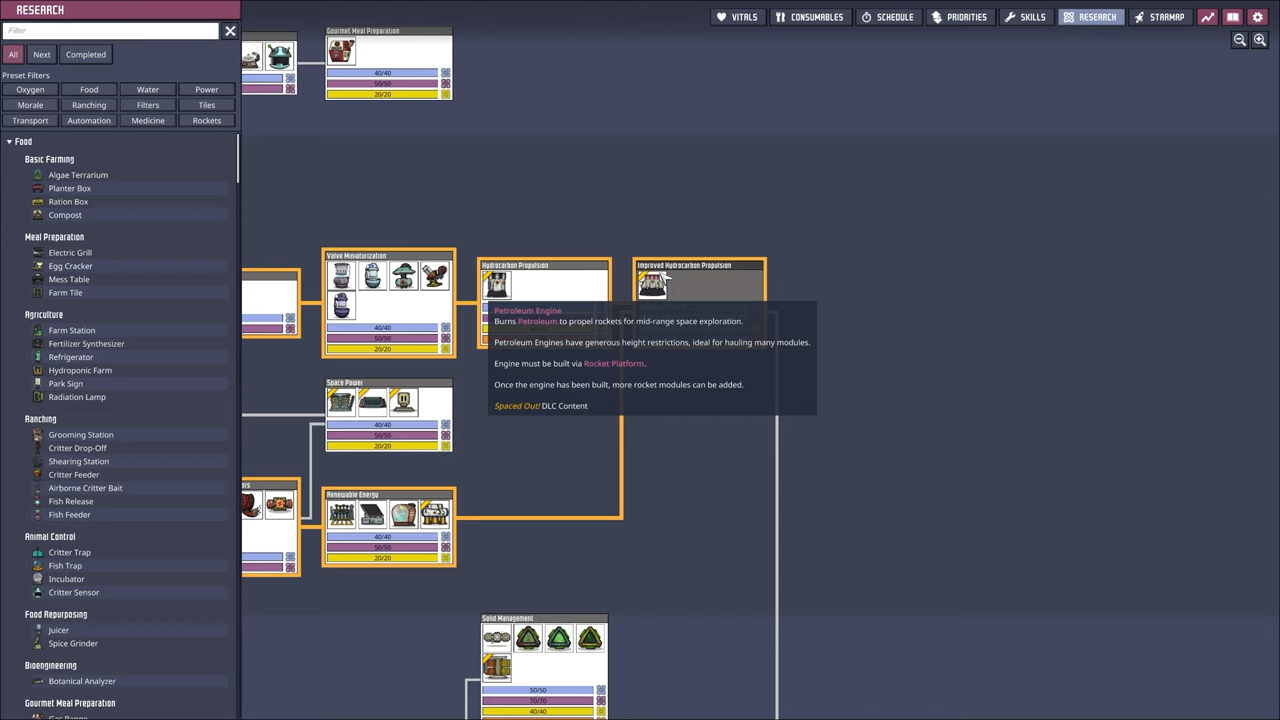 RESEARCH
VITALS
CONSUMABLES
SCHEDULE
PRIORITIES
SKILLS
RESEARCH
STARMAP
Filter
All
Next
Completed
Preset Filters
Oxygen
Food
Water
Power
Morale
Ranching
Filters
Tiles
Transport
Automation
Medicine
Rockets
Food
Basic Farming
Algae Terrarium
Planter Box
Ration Box
Compost
Meal Preparation
Electric Grill
Egg Cracker
Mess Table
Farm Tile
Agriculture
Farm Station
Fertilizer Synthesizer
Refrigerator
Hydroponic Farm
Park Sign
Radiation Lamp
Ranching
Grooming Station
Critter Drop-Off
Shearing Station
Critter Feeder
Airborne Critter Bait
Fish Release
Fish Feeder
Animal Control
Critter Trap
Fish Trap
Incubator
Critter Sensor
Food Repurposing
Juicer
Spice Grinder
Bioengineering
Botanical Analyzer
Gourmet Meal Preparation
Gas Range
Gourmet Meal Preparation
40/40
50/50
20/20
Valve Miniaturization
40/40
50/50
20/20
Hydrocarbon Propulsion
Improved Hydrocarbon Propulsion
Petroleum Engine
Burns Petroleum to propel rockets for mid-range space exploration.
Petroleum Engines have generous height restrictions, ideal for hauling many modules.
Engine must be built via Rocket Platform.
Once the engine has been built, more rocket modules can be added.
Spaced Out! DLC Content
Space Power
40/40
50/50
20/20
Renewable Energy
40/40
50/50
20/20
Solid Management
50/50
70/70
40/40